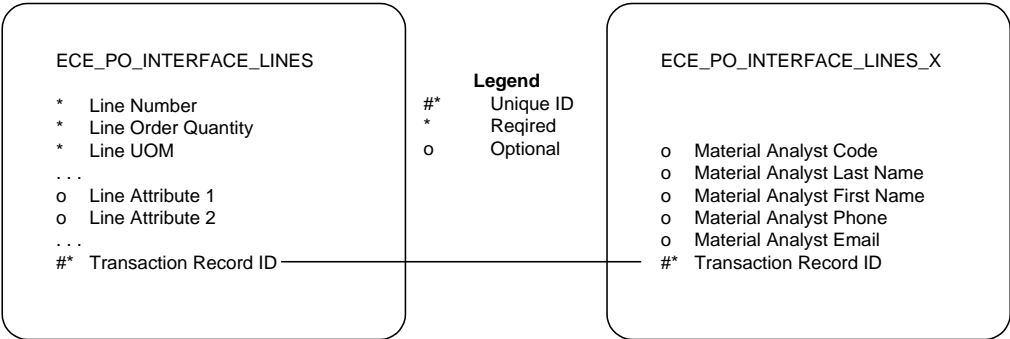 ECE_PO_INTERFACE_LINES
* Line Number
* Line Order Quantity
* Line UOM
. . .
o Line Attribute 1
o Line Attribute 2
. . .
#* Transaction Record ID
Legend
#* Unique ID
* Reqired
o Optional
ECE_PO_INTERFACE_LINES_X
o Material Analyst Code
o Material Analyst Last Name
o Material Analyst First Name
o Material Analyst Phone
o Material Analyst Email
#* Transaction Record ID